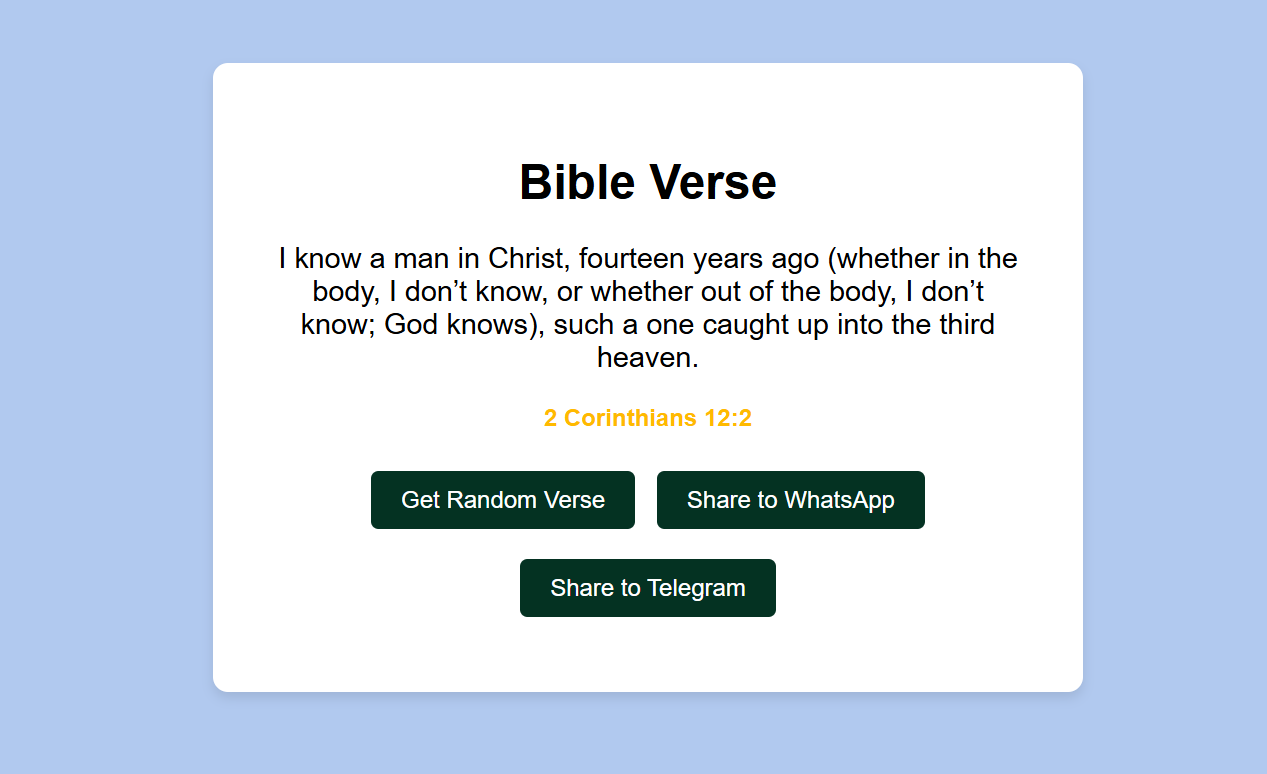 Bible Verse
I know a man in Christ, fourteen years ago (whether in the
body, I don’t know, or whether out of the body, I don’t
know; God knows), such a one caught up into the third
heaven.
2 Corinthians 12:2
Get Random Verse
Share to WhatsApp
Share to Telegram